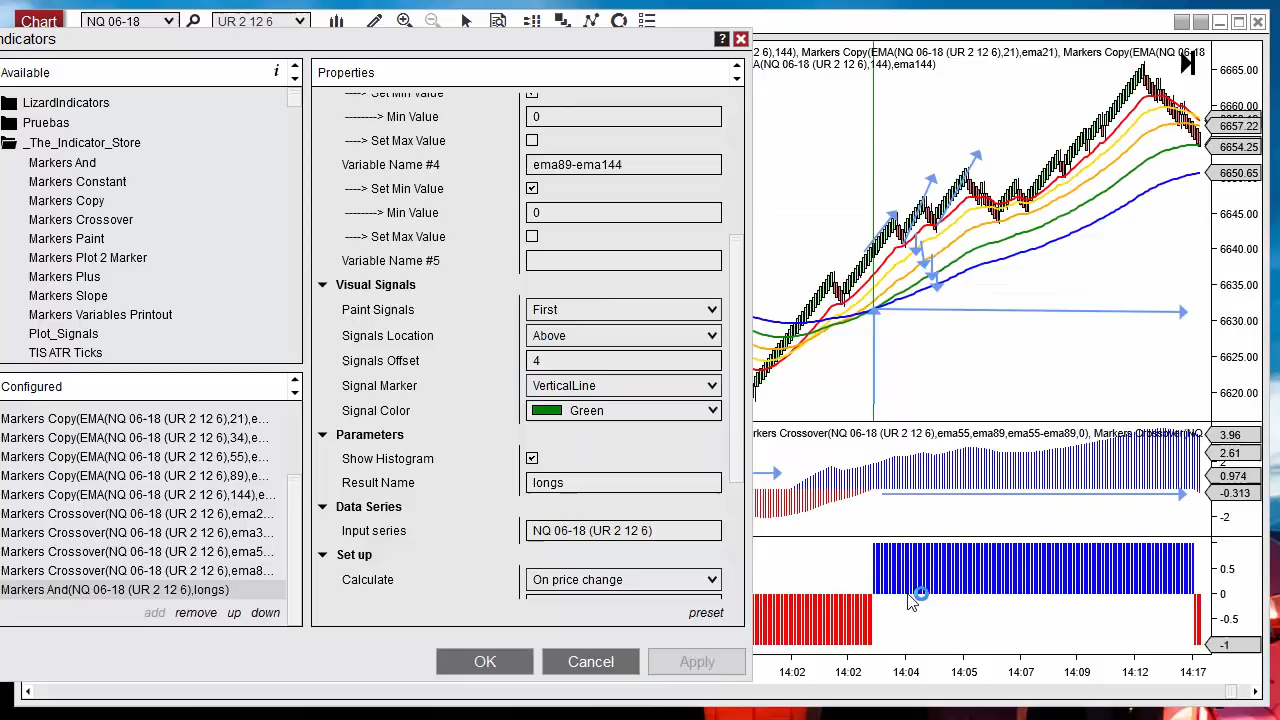 Chart NQ 06-18 UR 2 12 6
ndicators ?
Available i
LizardIndicators
Pruebas
_The_Indicator_Store
Markers And
Markers Constant
Markers Copy
Markers Crossover
Markers Paint
Markers Plot 2 Marker
Markers Plus
Markers Slope
Markers Variables Printout
Plot_Signals
TIS ATR Ticks
Configured
Markers Copy(EMA(NQ 06-18 (UR 2 12 6),21),e...
Markers Copy(EMA(NQ 06-18 (UR 2 12 6),34),e...
Markers Copy(EMA(NQ 06-18 (UR 2 12 6),55),e...
Markers Copy(EMA(NQ 06-18 (UR 2 12 6),89),e...
Markers Copy(EMA(NQ 06-18 (UR 2 12 6),144),e...
Markers Crossover(NQ 06-18 (UR 2 12 6),ema2...
Markers Crossover(NQ 06-18 (UR 2 12 6),ema3...
Markers Crossover(NQ 06-18 (UR 2 12 6),ema5...
Markers Crossover(NQ 06-18 (UR 2 12 6),ema8...
Markers And(NQ 06-18 (UR 2 12 6),longs)
add remove up down
Properties
----> Set Min Value
--------> Min Value 0
----> Set Max Value
Variable Name #4 ema89-ema144
----> Set Min Value
--------> Min Value 0
----> Set Max Value
Variable Name #5
Visual Signals
Paint Signals First
Signals Location Above
Signals Offset 4
Signal Marker VerticalLine
Signal Color Green
Parameters
Show Histogram
Result Name longs
Data Series
Input series NQ 06-18 (UR 2 12 6)
Set up
Calculate On price change
preset
OK Cancel Apply
2 6),144), Markers Copy(EMA(NQ 06-18 (UR 2 12 6),21),ema21), Markers Copy(EMA(NQ 06-18
A(NQ 06-18 (UR 2 12 6),144),ema144)
6665.00
6660.00
6657.22
6654.25
6650.65
6645.00
6640.00
6635.00
6630.00
6625.00
6620.00
rkers Crossover(NQ 06-18 (UR 2 12 6),ema55,ema89,ema55-ema89,0), Markers Crossover(NQ
3.96
2.61
0.974
-0.313
-2
0.5
0
-0.5
-1
14:02 14:02 14:04 14:05 14:07 14:09 14:12 14:17